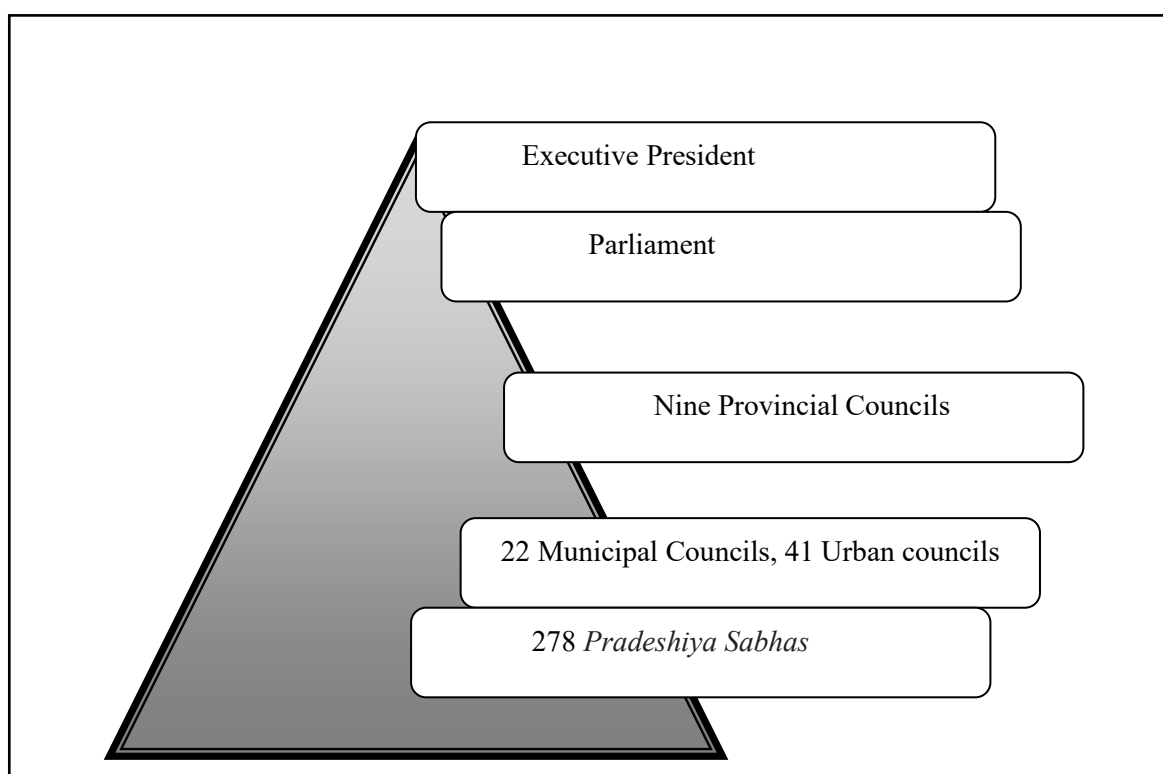 Executive President
Parliament
Nine Provincial Councils
22 Municipal Councils, 41 Urban councils
278 Pradeshiya Sabhas